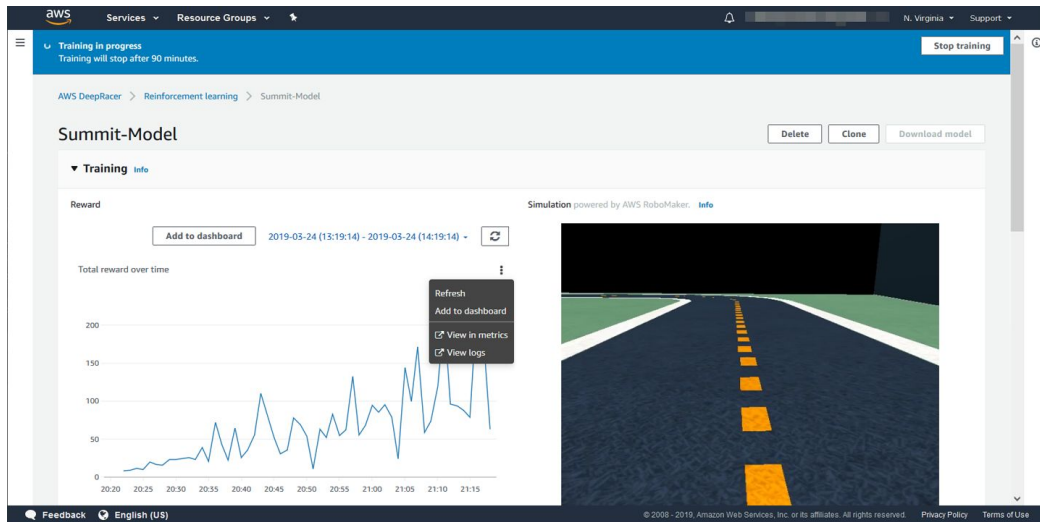 aws
Services
Resource Groups
N. Virginia
Support
Training in progress
Training will stop after 90 minutes.
Stop training
AWS DeepRacer > Reinforcement learning > Summit-Model
Summit-Model
Delete
Clone
Download model
Training Info
Reward
Simulation powered by AWS RoboMaker. Info
Add to dashboard
2019-03-24 (13:19:14) - 2019-03-24 (14:19:14)
Total reward over time
Refresh
Add to dashboard
View in metrics
View logs
200
150
100
50
0
20:20 20:25 20:30 20:35 20:40 20:45 20:50 20:55 21:00 21:05 21:10 21:15
Feedback
English (US)
© 2008 - 2019, Amazon Web Services, Inc. or its affiliates. All rights reserved.
Privacy Policy
Terms of Use